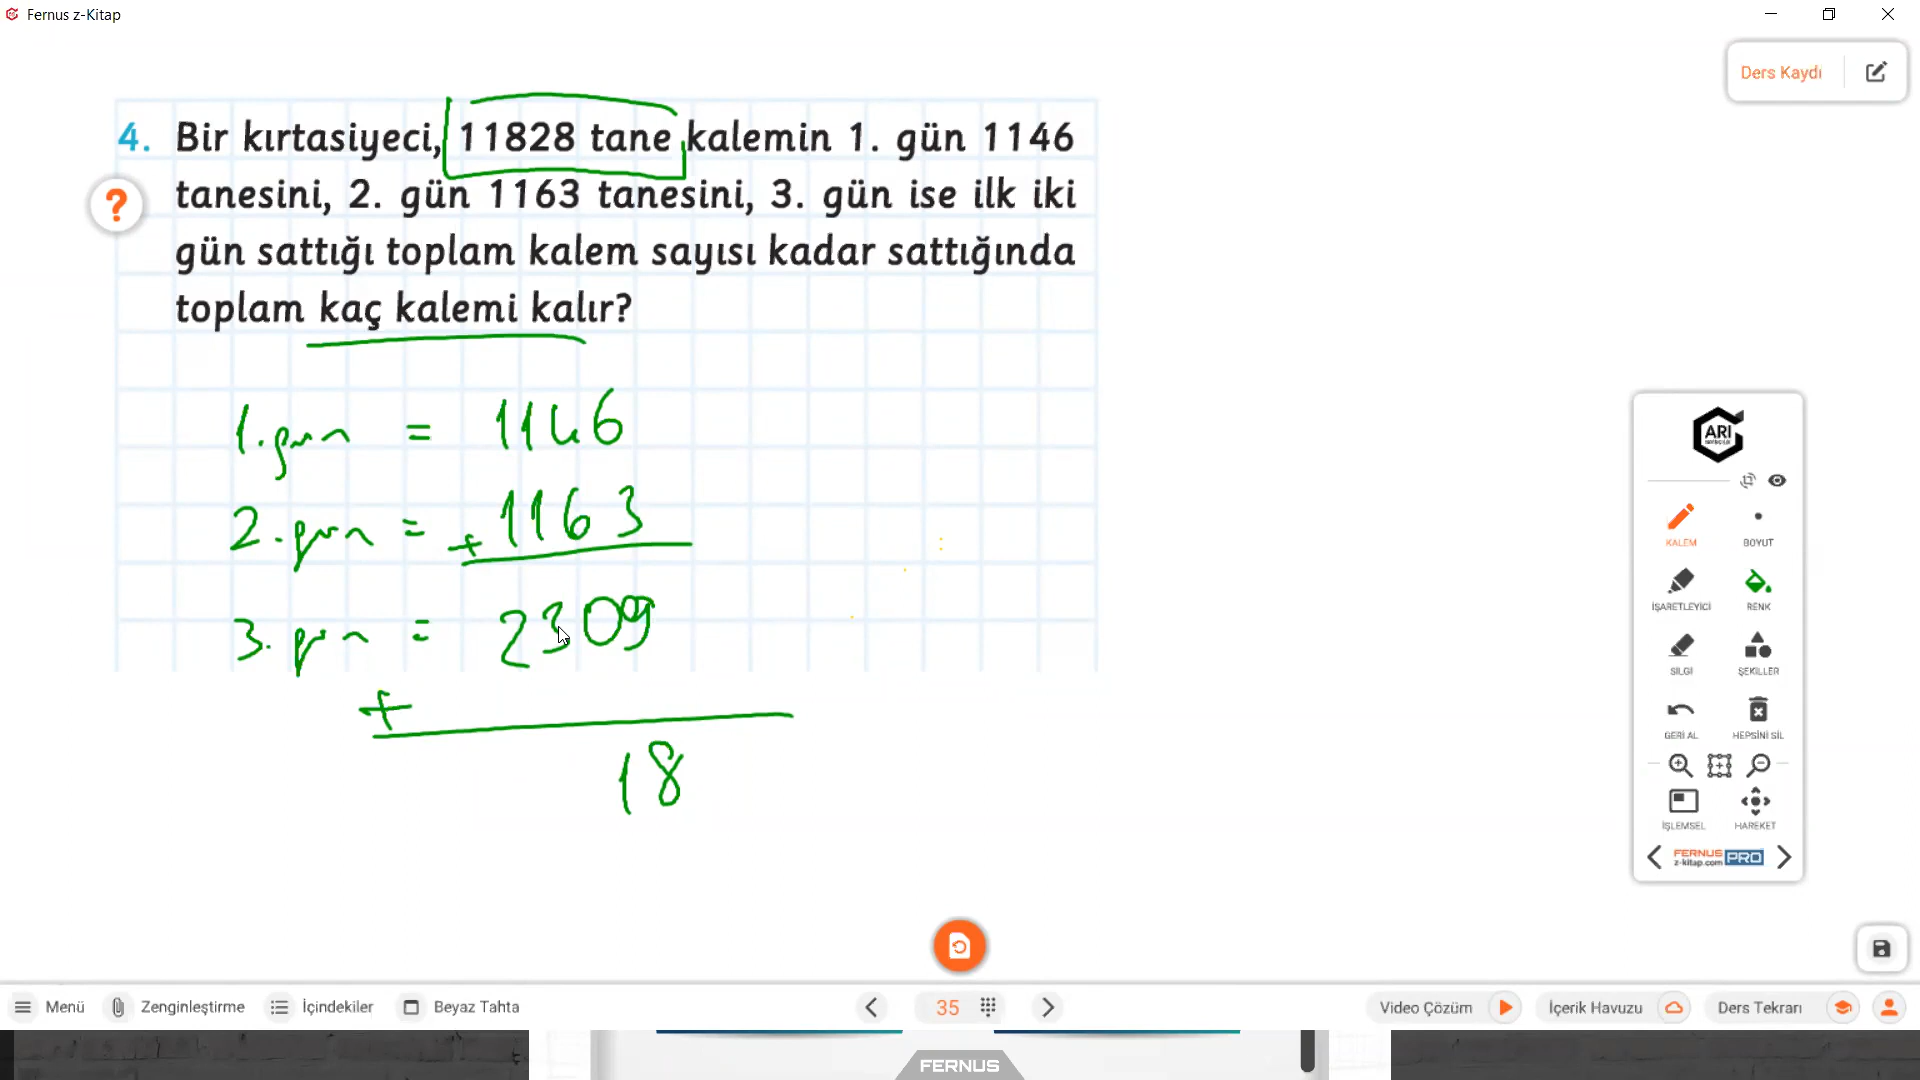 Fernus z-Kitap
Ders Kaydı
4. Bir kırtasiyeci, 11828 tane kalemin 1. gün 1146
? tanesini, 2. gün 1163 tanesini, 3. gün ise ilk iki
gün sattığı toplam kalem sayısı kadar sattığında
toplam kaç kalemi kalır?
1. gün = 1146
2. gün = + 1163
3. gün = 2309
+
18
ARI
KALEM BOYUT
İŞARETLEYİCİ RENK
SİLGİ ŞEKİLLER
GERİ AL HEPSİNİ SİL
İŞLEMSEL HAREKET
FERNUS
z-kitap.com PRO
Menü Zenginleştirme İçindekiler Beyaz Tahta 35 Video Çözüm İçerik Havuzu Ders Tekrarı
FERNUS